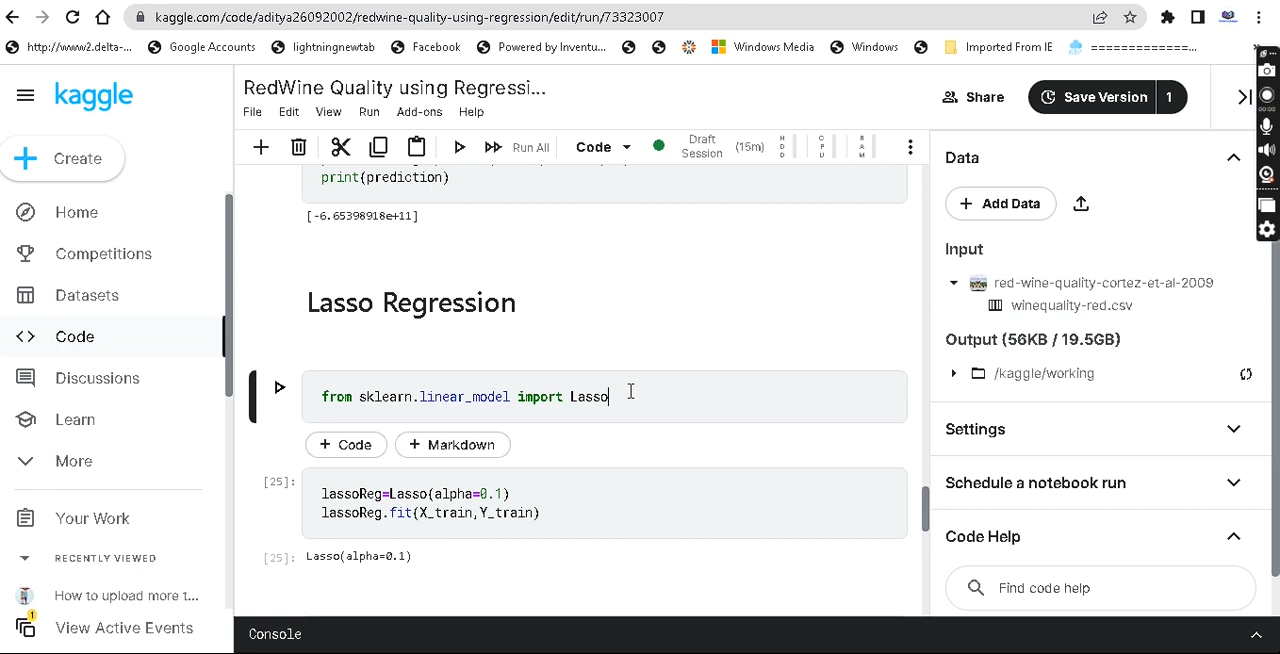 kaggle.com/code/aditya26092002/redwine-quality-using-regression/edit/run/73323007
http://www2.delta-... Google Accounts lightningnewtab Facebook Powered by Inventu... Windows Media Windows Imported From IE =============...
kaggle
Create
Home
Competitions
Datasets
Code
Discussions
Learn
More
Your Work
RECENTLY VIEWED
How to upload more t...
1
View Active Events
RedWine Quality using Regressi...
File Edit View Run Add-ons Help
Share
Save Version 1
Run All Code Draft Session (15m) HDD CPU RAM
print(prediction)
[-6.65398918e+11]
Lasso Regression
from sklearn.linear_model import Lasso
+ Code + Markdown
[25]:
lassoReg=Lasso(alpha=0.1)
lassoReg.fit(X_train,Y_train)
[25]: Lasso(alpha=0.1)
Console
Data
+ Add Data
Input
red-wine-quality-cortez-et-al-2009
winequality-red.csv
Output (56KB / 19.5GB)
/kaggle/working
Settings
Schedule a notebook run
Code Help
Find code help
00:00